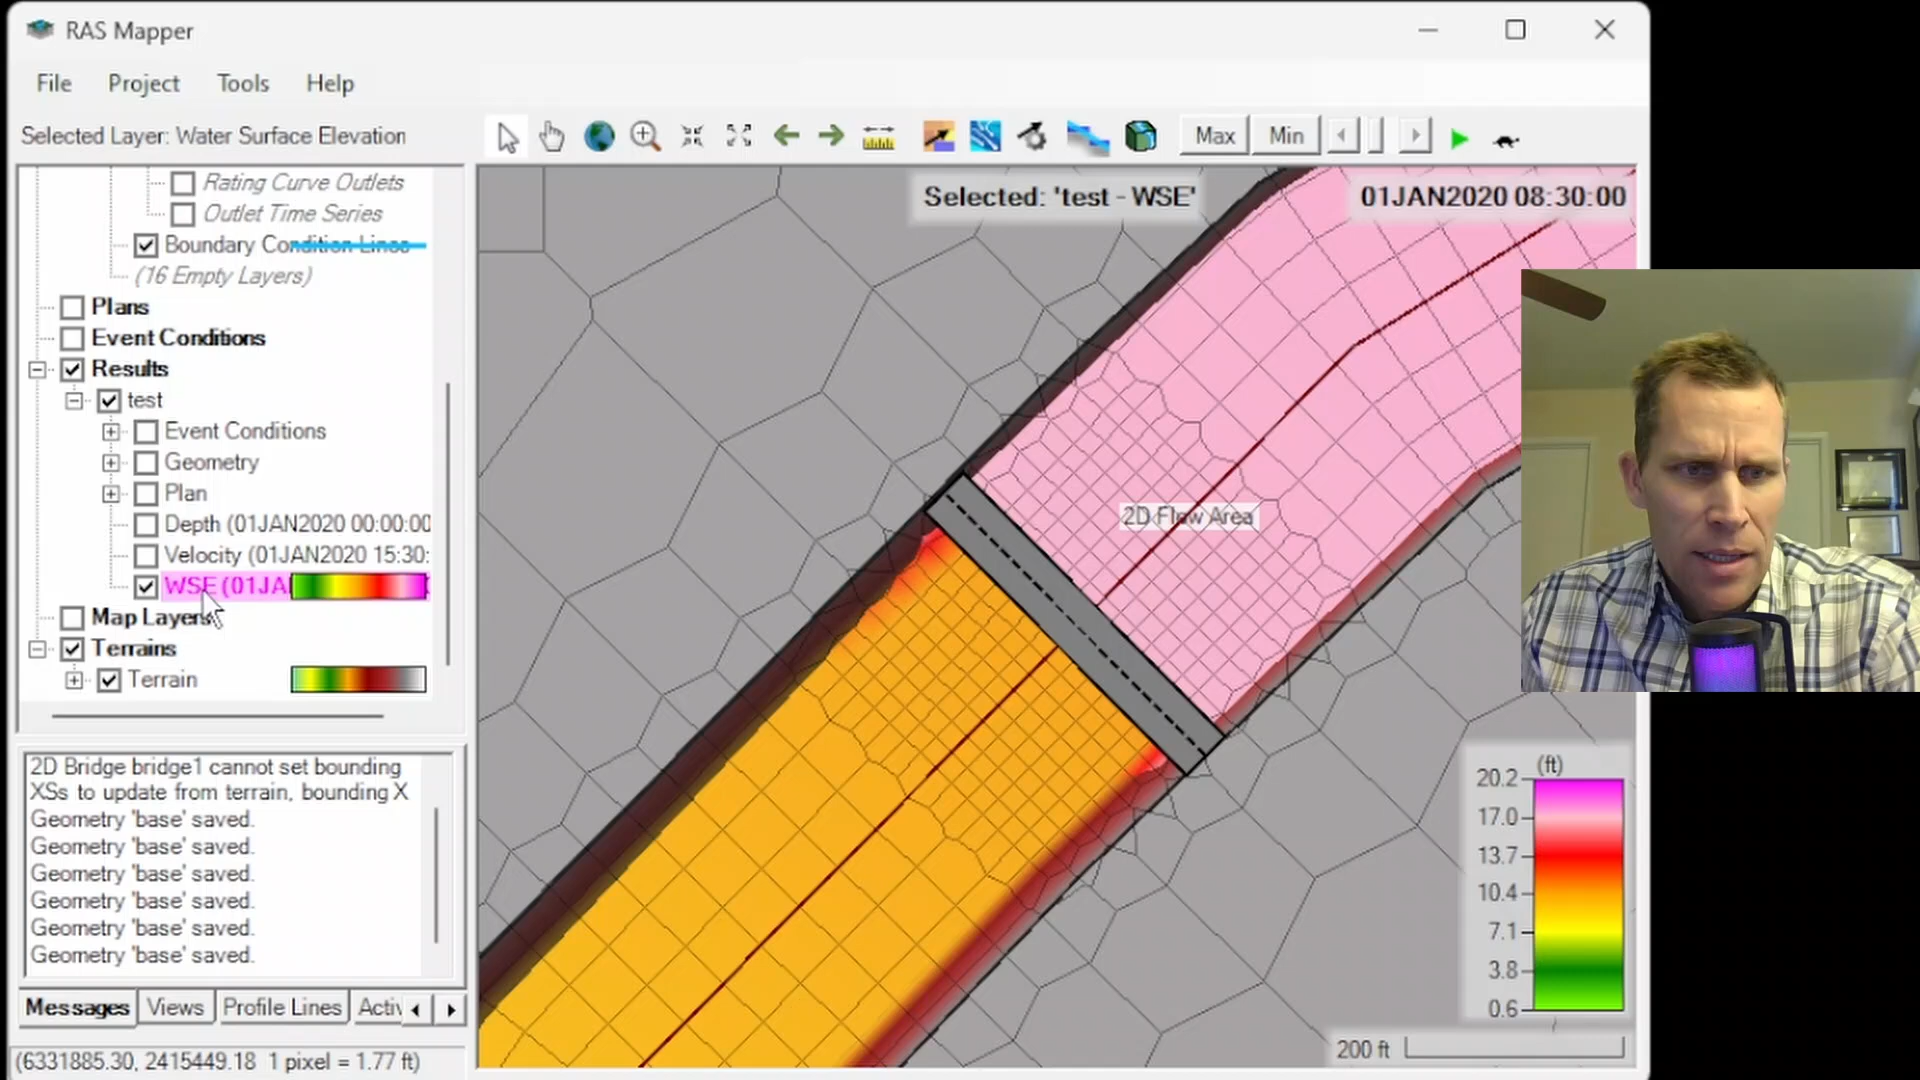 RAS Mapper
File Project Tools Help
Selected Layer: Water Surface Elevation
Max Min
Rating Curve Outlets
Outlet Time Series
Boundary Condition Lines
(16 Empty Layers)
Plans
Event Conditions
Results
test
Event Conditions
Geometry
Plan
Depth (01JAN2020 00:00:00
Velocity (01JAN2020 15:30:
WSE (01JA
Map Layers
Terrains
Terrain
Selected: 'test - WSE'
01JAN2020 08:30:00
2D Flow Area
(ft)
20.2
17.0
13.7
10.4
7.1
3.8
0.6
200 ft
2D Bridge bridge1 cannot set bounding
XSs to update from terrain, bounding X
Geometry 'base' saved.
Geometry 'base' saved.
Geometry 'base' saved.
Geometry 'base' saved.
Geometry 'base' saved.
Geometry 'base' saved.
Messages Views Profile Lines Activ
(6331885.30, 2415449.18 1 pixel = 1.77 ft)